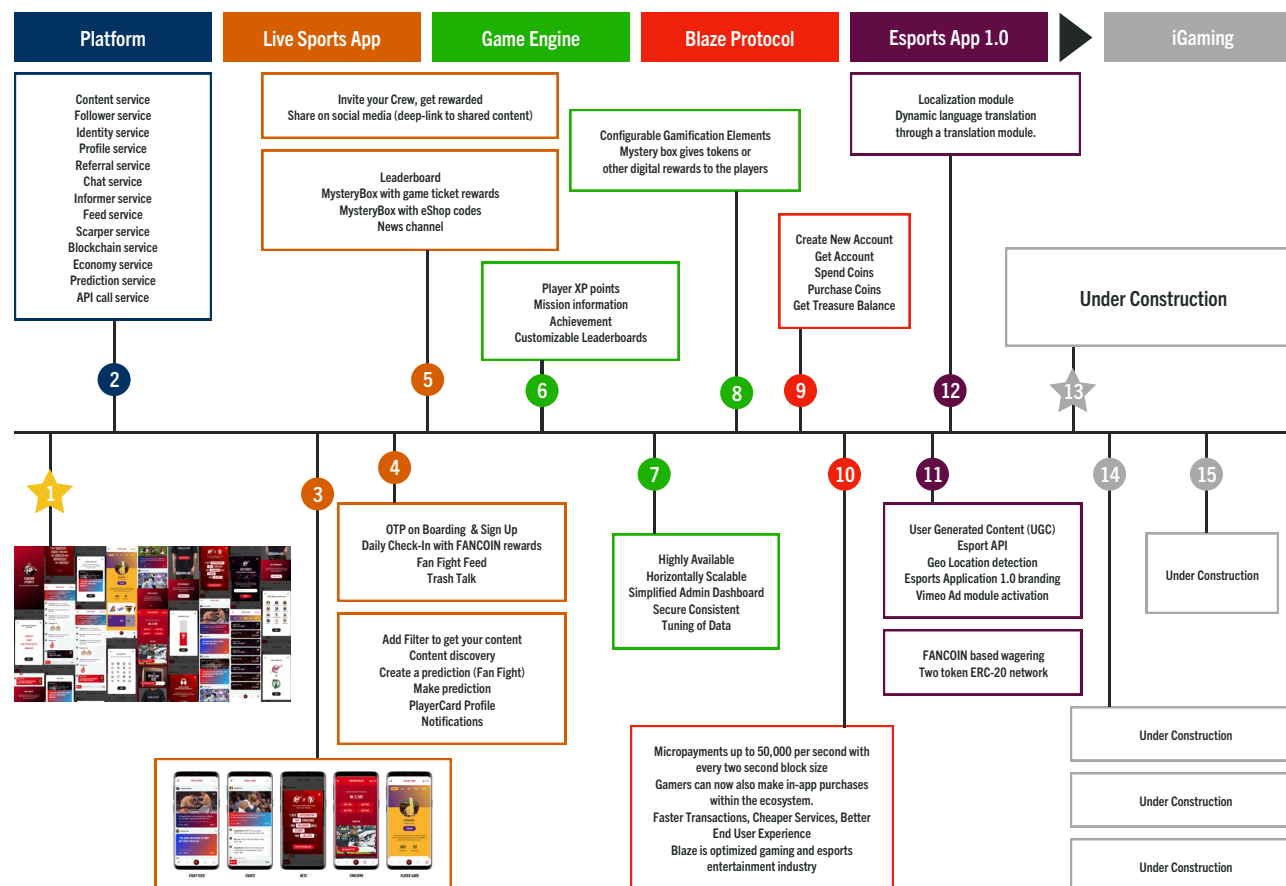 Platform
Live Sports App
Game Engine
Blaze Protocol
Esports App 1.0
iGaming
Content service
Follower service
Identity service
Profile service
Referral service
Chat service
Informer service
Feed service
Scarper service
Blockchain service
Economy service
Prediction service
API call service
Invite your Crew, get rewarded
Share on social media (deep-link to shared content)
Leaderboard
MysteryBox with game ticket rewards
MysteryBox with eShop codes
News channel
Player XP points
Mission information
Achievement
Customizable Leaderboards
Configurable Gamification Elements
Mystery box gives tokens or
other digital rewards to the players
Create New Account
Get Account
Spend Coins
Purchase Coins
Get Treasure Balance
Localization module
Dynamic language translation
through a translation module.
Under Construction
2
5
6
8
9
12
13
1
3
4
7
10
11
14
15
OTP on Boarding & Sign Up
Daily Check-In with FANCOIN rewards
Fan Fight Feed
Trash Talk
Add Filter to get your content
Content discovery
Create a prediction (Fan Fight)
Make prediction
PlayerCard Profile
Notifications
Highly Available
Horizontally Scalable
Simplified Admin Dashboard
Secure Consistent
Tuning of Data
User Generated Content (UGC)
Esport API
Geo Location detection
Esports Application 1.0 branding
Vimeo Ad module activation
FANCOIN based wagering
Two token ERC-20 network
Under Construction
Micropayments up to 50,000 per second with
every two second block size
Gamers can now also make in-app purchases
within the ecosystem.
Faster Transactions, Cheaper Services, Better
End User Experience
Blaze is optimized gaming and esports
entertainment industry
Under Construction
Under Construction
Under Construction
FIGHT FEED
FIGHTS
BETS
FANCOINS
PLAYER CARD